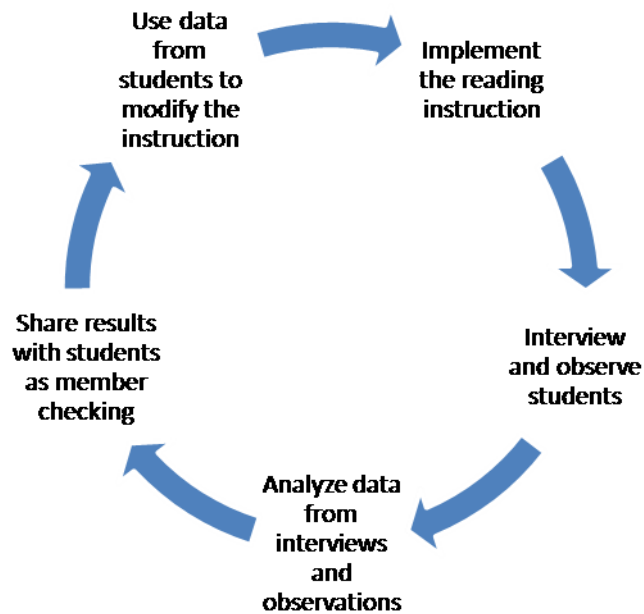 Use data
from
students to
modify the
instruction
Implement
the reading
instruction
Interview
and observe
students
Analyze data
from
interviews
and
observations
Share results
with students
as member
checking